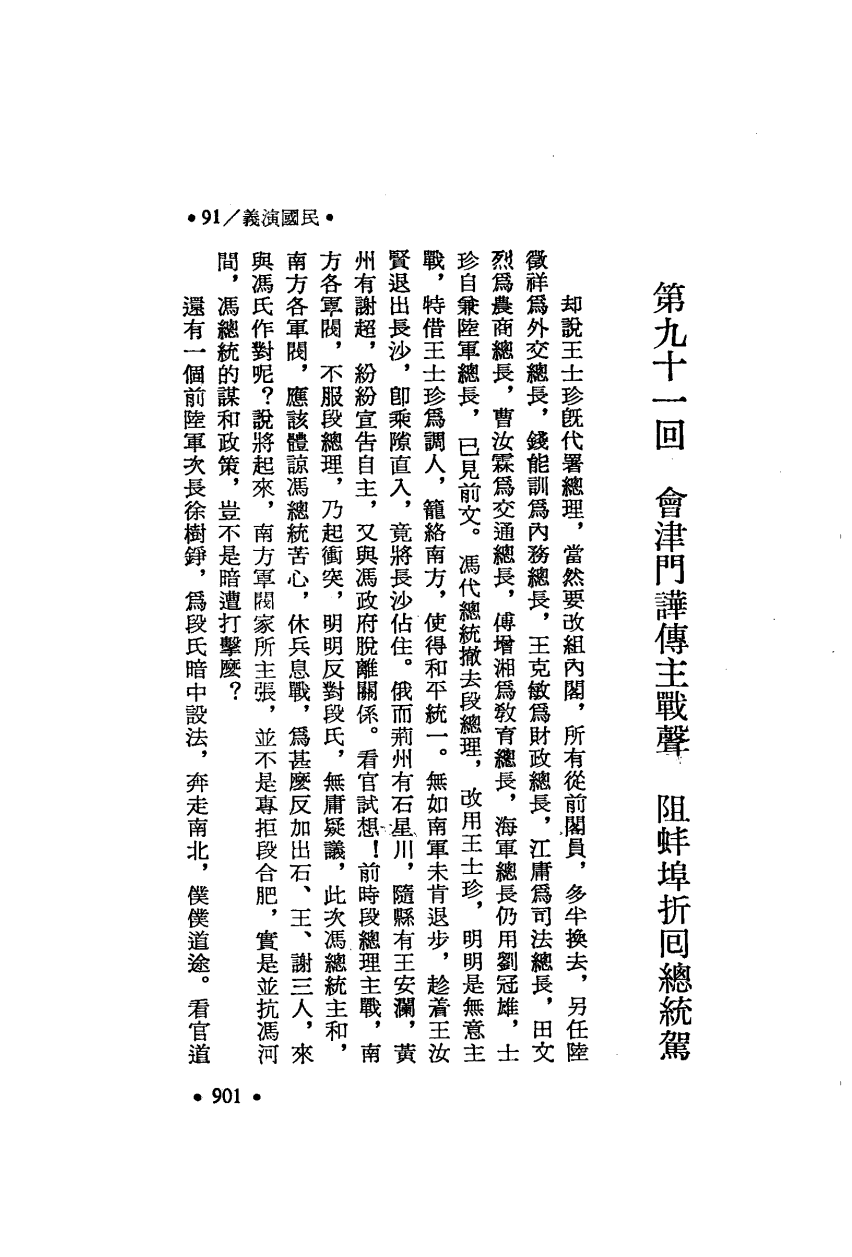 •91／義演國民•
第九十一回　會津門譁傳主戰聲　阻蚌埠折回總統駕
却說王士珍旣代署總理，當然要改組內閣，所有從前閣員，多半換去，另任陸
徵祥爲外交總長，錢能訓爲內務總長，王克敏爲財政總長，江庸爲司法總長，田文
烈爲農商總長，曹汝霖爲交通總長，傅增湘爲敎育總長，海軍總長仍用劉冠雄，士
珍自兼陸軍總長，已見前文。馮代總統撤去段總理，改用王士珍，明明是無意主
戰，特借王士珍爲調人，籠絡南方，使得和平統一。無如南軍未肯退步，趁着王汝
賢退出長沙，卽乘隙直入，竟將長沙佔住。俄而荊州有石星川，隨縣有王安瀾，黃
州有謝超，紛紛宣告自主，又與馮政府脫離關係。看官試想！前時段總理主戰，南
方各軍閥，不服段總理，乃起衝突，明明反對段氏，無庸疑議，此次馮總統主和，
南方各軍閥，應該體諒馮總統苦心，休兵息戰，爲甚麼反加出石、王、謝三人，來
與馮氏作對呢？說將起來，南方軍閥家所主張，並不是專拒段合肥，實是並抗馮河
間，馮總統的謀和政策，豈不是暗遭打擊麼？
還有一個前陸軍次長徐樹錚，爲段氏暗中設法，奔走南北，僕僕道途。看官道
•901•